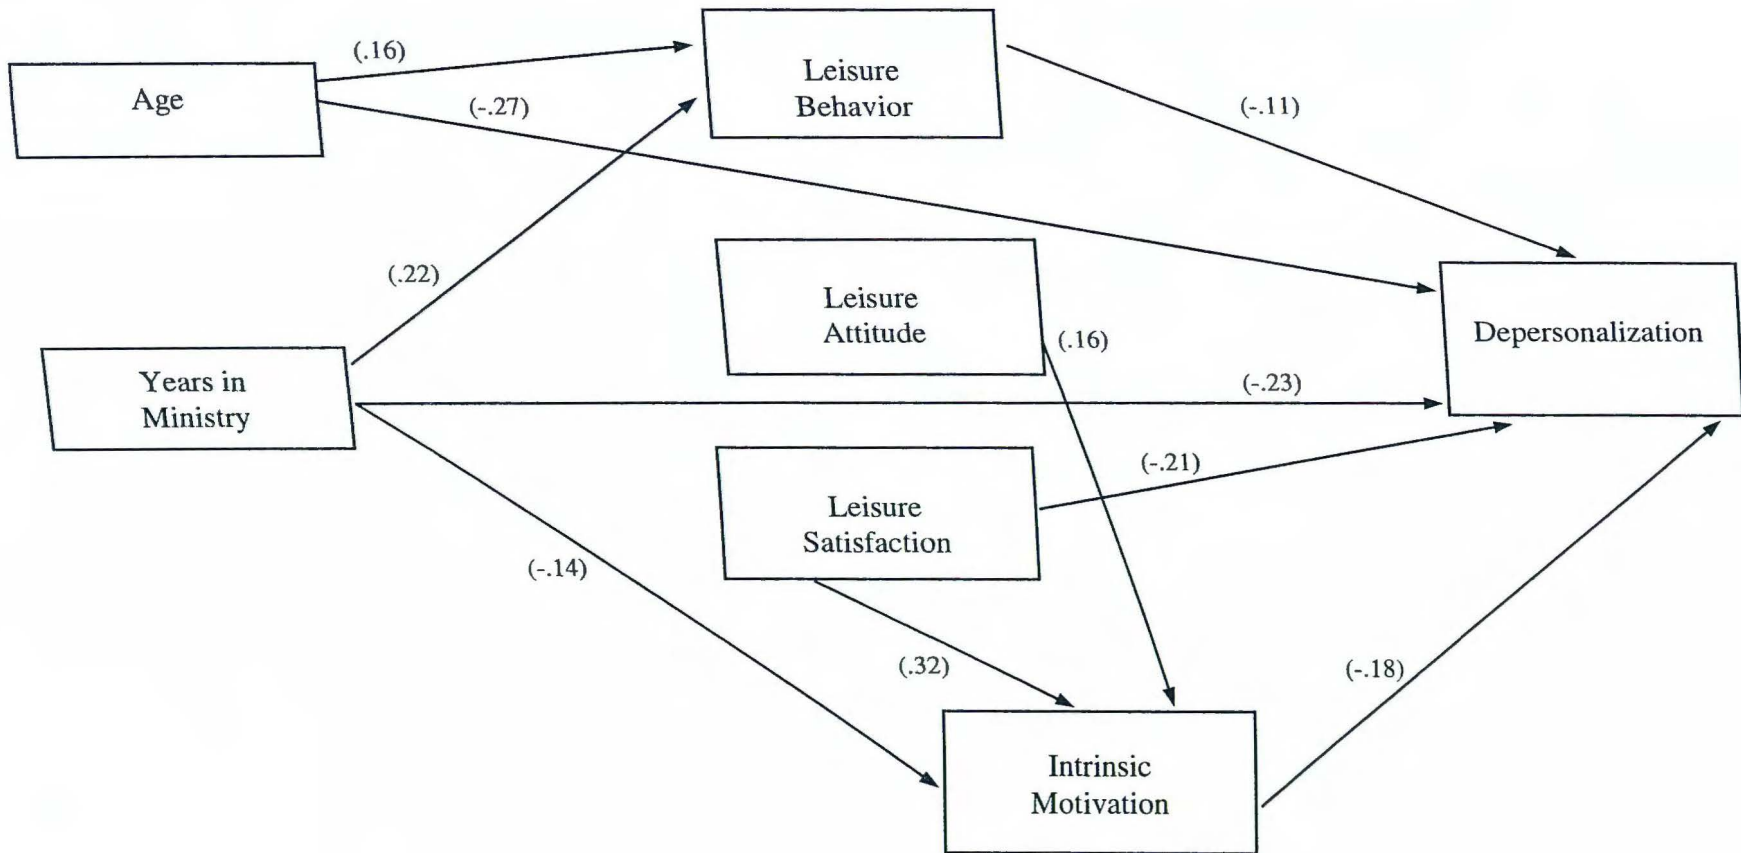 (.16)
Age
(-.27)
Leisure
Behavior
(-.11)
(.22)
Leisure
Attitude
(.16)
Depersonalization
Years in
Ministry
(-.23)
(-.21)
Leisure
Satisfaction
(-.14)
(.32)
(-.18)
Intrinsic
Motivation